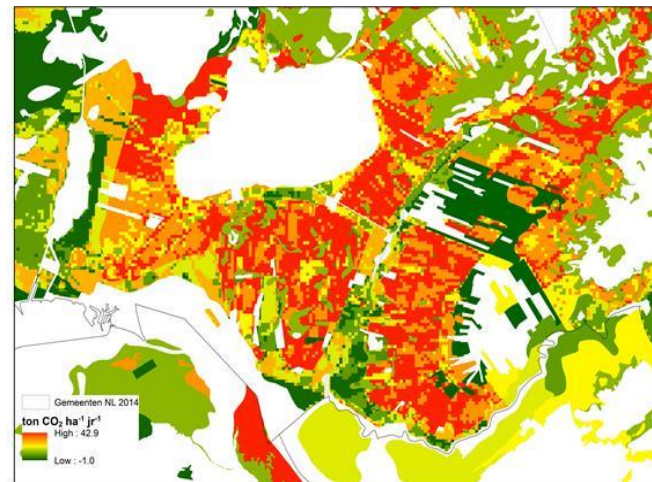 Gemeenten NL 2014
ton CO₂ ha⁻¹ jr⁻¹
High : 42.9
Low : -1.0